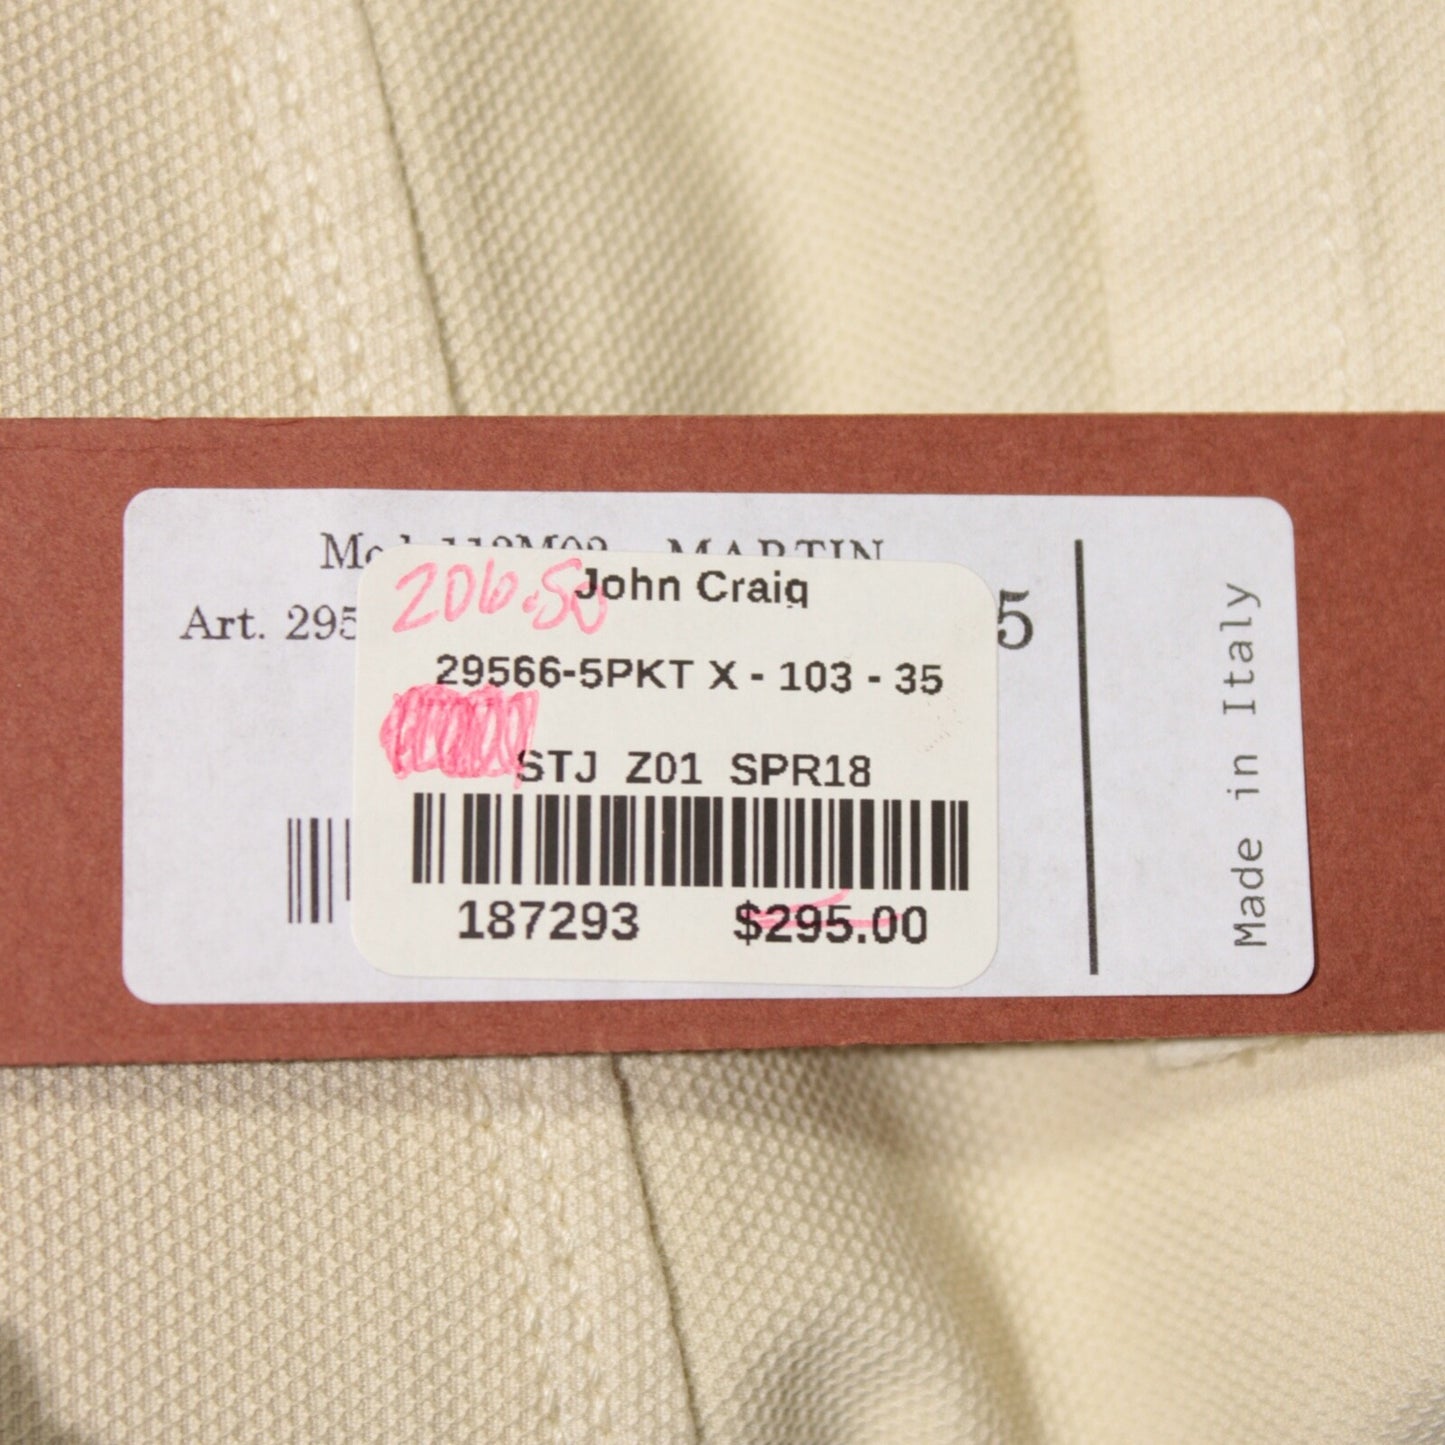 MARTIN
Art. 295
5
206.50
John Craig
29566-5PKT X - 103 - 35
STJ Z01 SPR18
187293 $295.00
Made in Italy